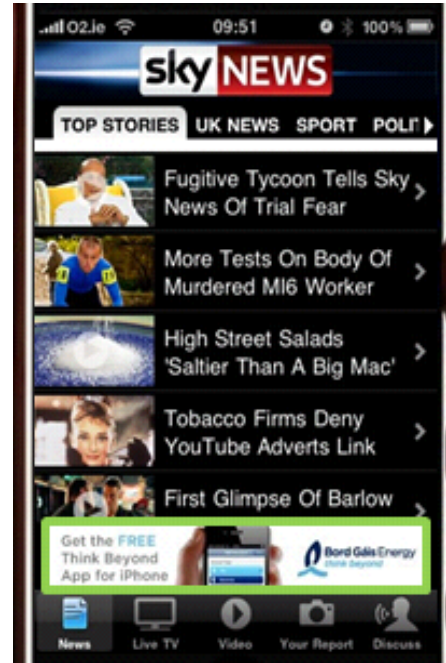 O2.ie 09:51 100%
sky NEWS
TOP STORIES UK NEWS SPORT POLIT
Fugitive Tycoon Tells Sky
News Of Trial Fear
More Tests On Body Of
Murdered MI6 Worker
High Street Salads
'Saltier Than A Big Mac'
Tobacco Firms Deny
YouTube Adverts Link
First Glimpse Of Barlow
Get the FREE
Think Beyond
App for iPhone
Bord Gáis Energy
think beyond
News Live TV Video Your Report Discuss